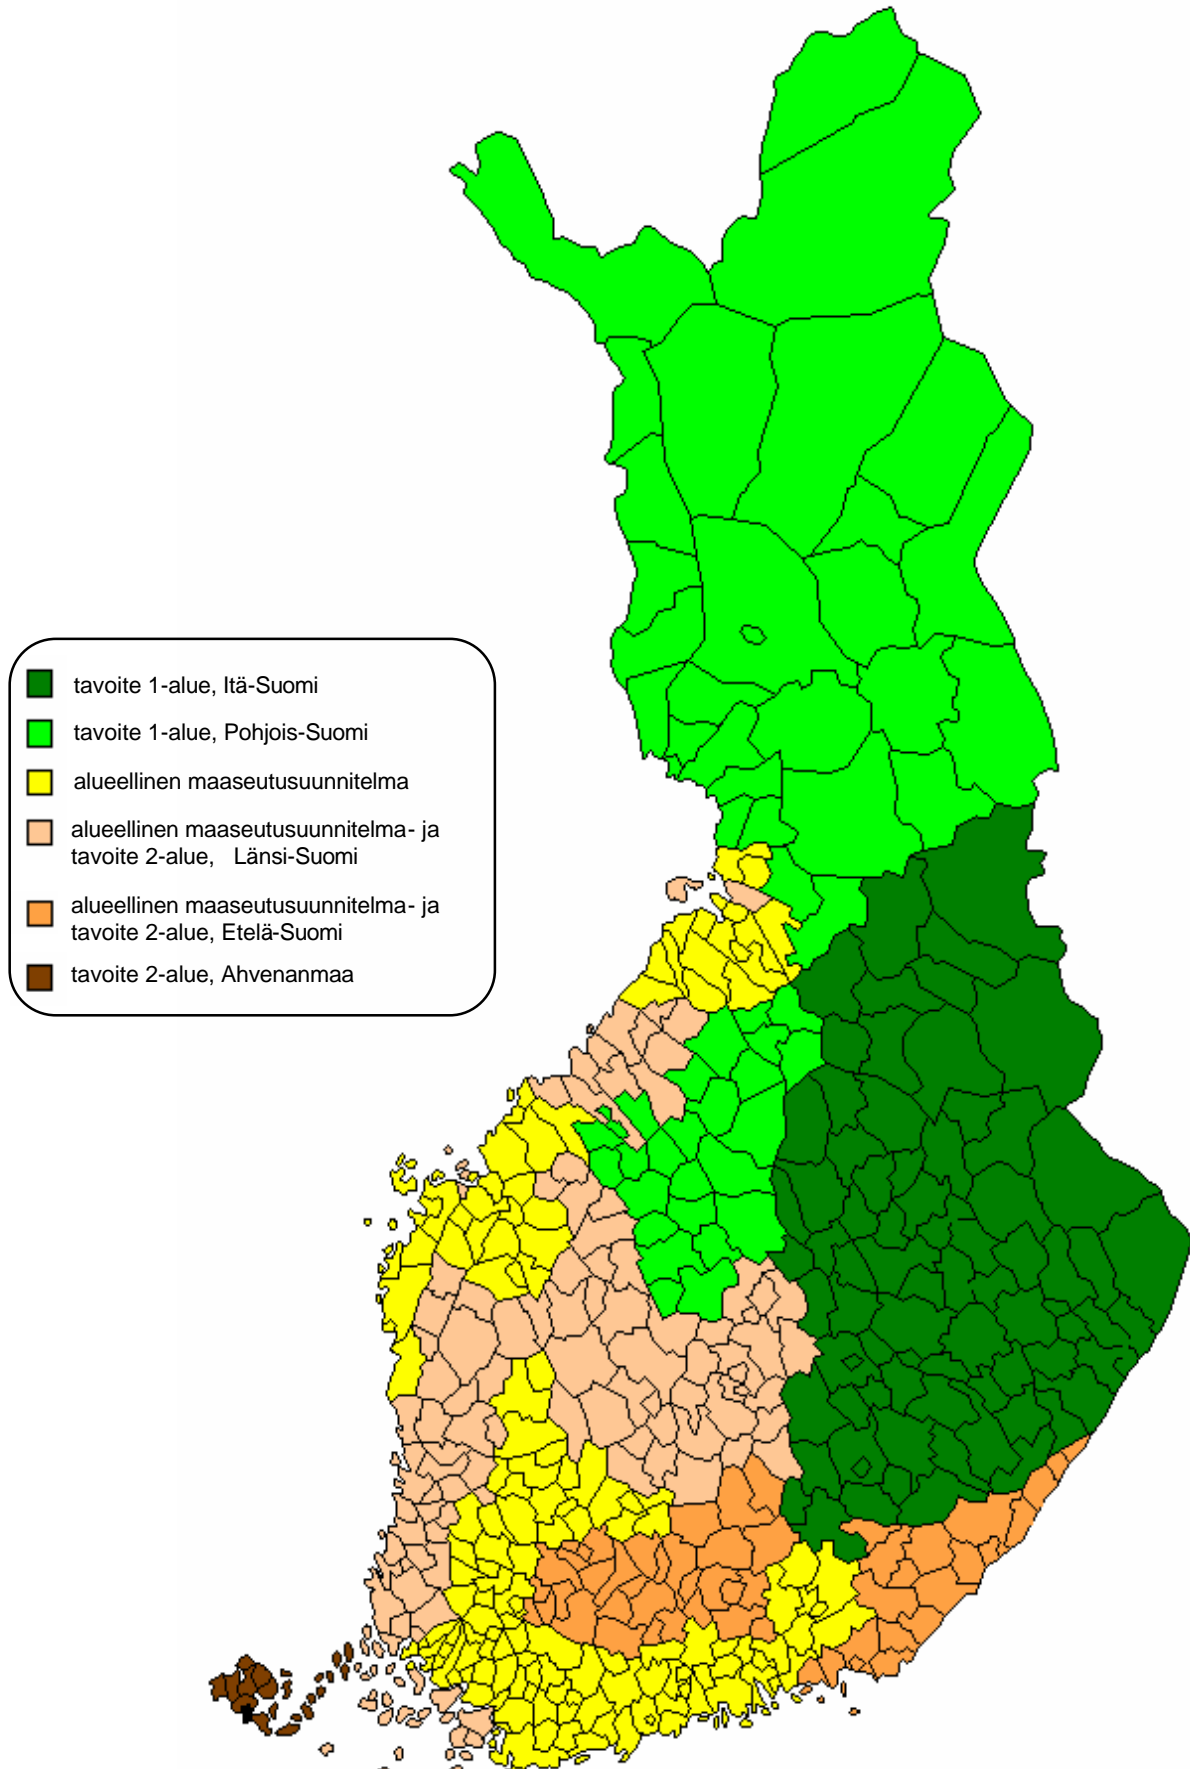 tavoite 1-alue, Itä-Suomi
tavoite 1-alue, Pohjois-Suomi
alueellinen maaseutusuunnitelma
alueellinen maaseutusuunnitelma- ja
tavoite 2-alue, Länsi-Suomi
alueellinen maaseutusuunnitelma- ja
tavoite 2-alue, Etelä-Suomi
tavoite 2-alue, Ahvenanmaa